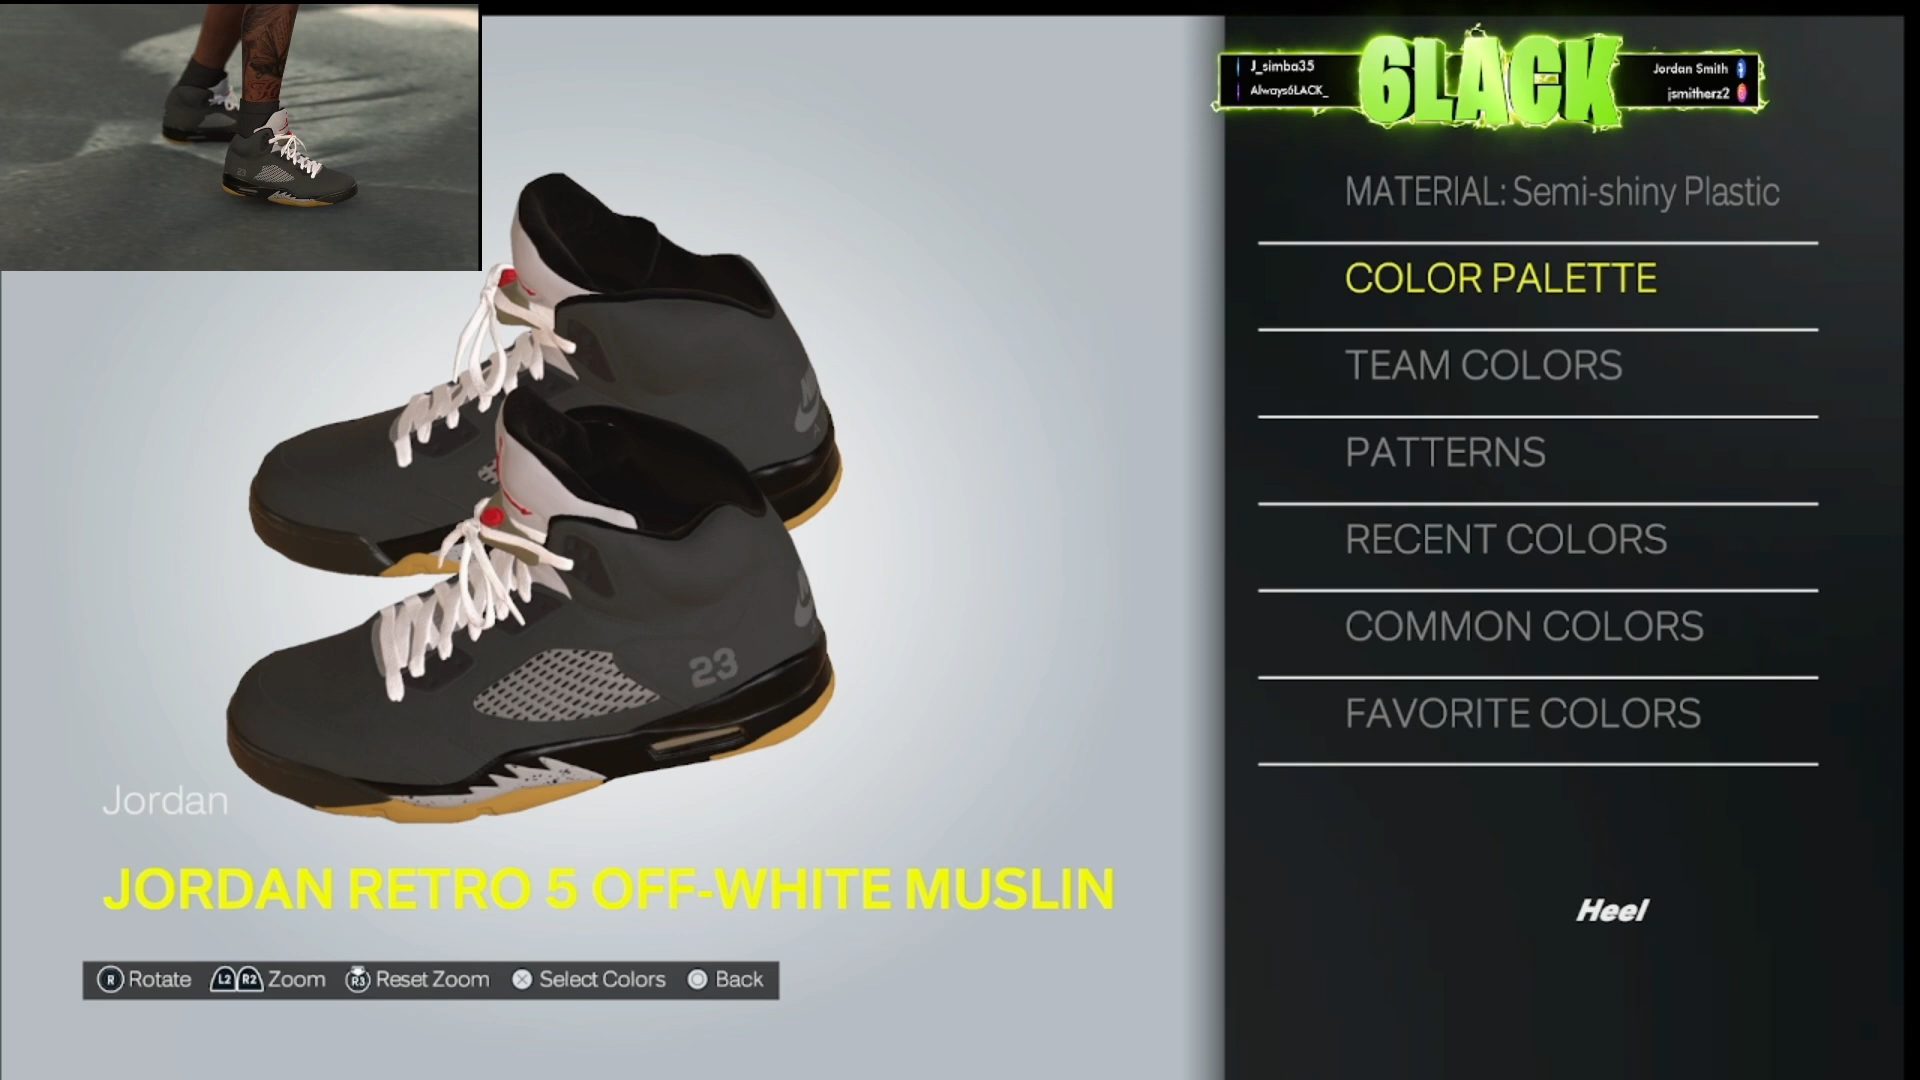 J_simba35
Always6LACK_
6LACK
Jordan Smith
jsmitherz2
MATERIAL: Semi-shiny Plastic
COLOR PALETTE
TEAM COLORS
PATTERNS
RECENT COLORS
COMMON COLORS
FAVORITE COLORS
Heel
23
Jordan
JORDAN RETRO 5 OFF-WHITE MUSLIN
R Rotate L2 R2 Zoom R3 Reset Zoom Select Colors Back